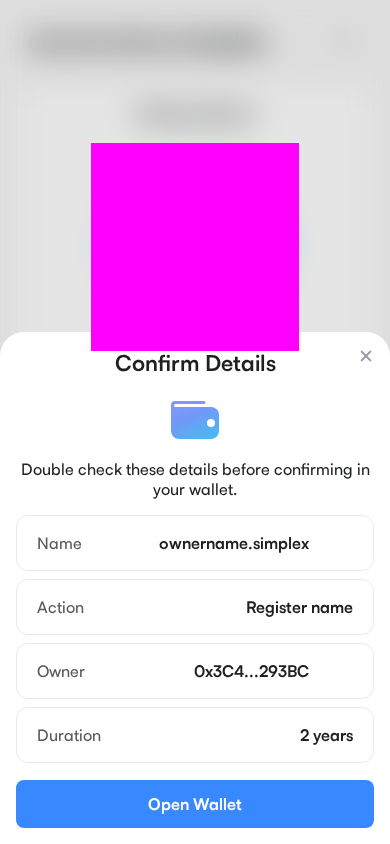 Confirm Details
Double check these details before confirming in
your wallet.
Name ownername.simplex
Action Register name
Owner 0x3C4...293BC
Duration 2 years
Open Wallet